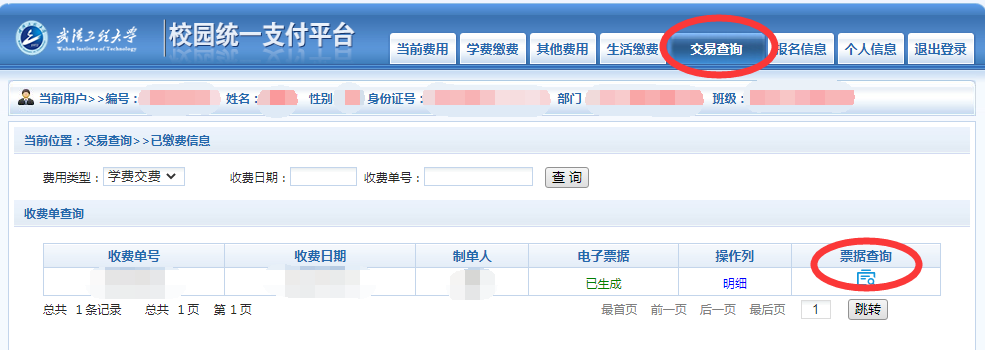 武汉工程大学 校园统一支付平台
Wuhan Institute of Technology
当前费用 学费缴费 其他费用 生活缴费 交易查询 报名信息 个人信息 退出登录
当前用户>>编号： 姓名： 性别 身份证号： 部门 班级：
当前位置：交易查询>>已缴费信息
费用类型：学费交费 收费日期： 收费单号： 查 询
收费单查询
收费单号 收费日期 制单人 电子票据 操作列 票据查询
已生成 明细
总共 1 条记录 总共 1 页 第 1 页 最首页 前一页 后一页 最后页 1 跳转